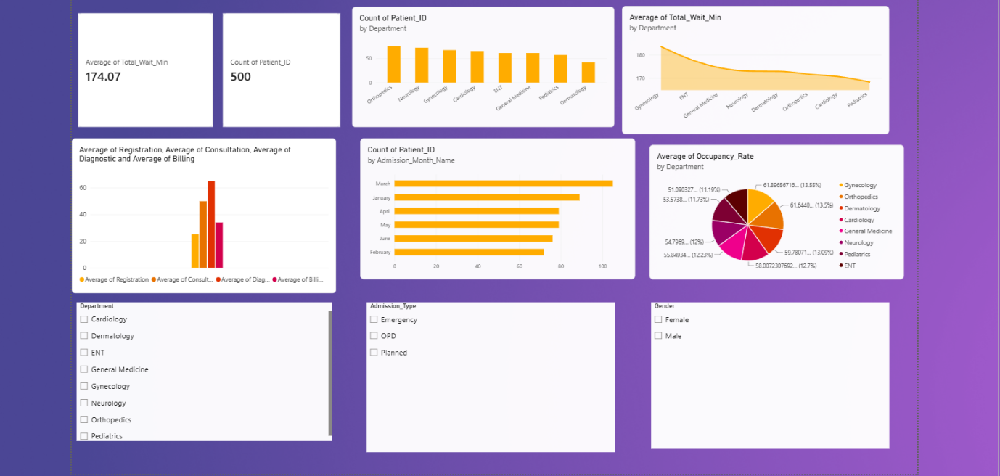 Average of Total_Wait_Min
174.07
Count of Patient_ID
500
Count of Patient_ID
by Department
50
0
Orthopedics
Neurology
Gynecology
Cardiology
ENT
General Medicine
Pediatrics
Dermatology
Average of Total_Wait_Min
by Department
180
170
Gynecology
ENT
General Medicine
Neurology
Dermatology
Orthopedics
Cardiology
Pediatrics
Average of Registration, Average of Consultation, Average of
Diagnostic and Average of Billing
60
40
20
0
Average of Registration
Average of Consult...
Average of Diag...
Average of Billi...
Count of Patient_ID
by Admission_Month_Name
March
January
April
May
June
February
0
20
40
60
80
100
Average of Occupancy_Rate
by Department
61.89656716... (13.55%)
61.6440... (13.5%)
59.78071... (13.09%)
58.0072307692... (12.7%)
55.84934... (12.23%)
54.7969... (12%)
53.5738... (11.73%)
51.090327... (11.19%)
Gynecology
Orthopedics
Dermatology
Cardiology
General Medicine
Neurology
Pediatrics
ENT
Department
Cardiology
Dermatology
ENT
General Medicine
Gynecology
Neurology
Orthopedics
Pediatrics
Admission_Type
Emergency
OPD
Planned
Gender
Female
Male